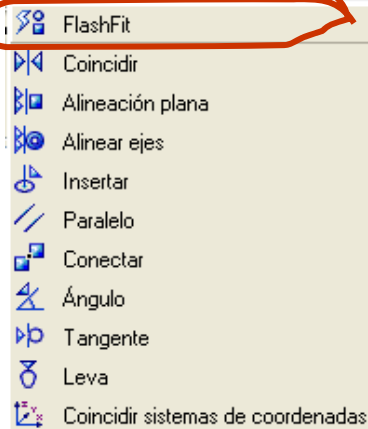 FlashFit
Coincidir
Alineación plana
Alinear ejes
Insertar
Paralelo
Conectar
Ángulo
Tangente
Leva
Coincidir sistemas de coordenadas